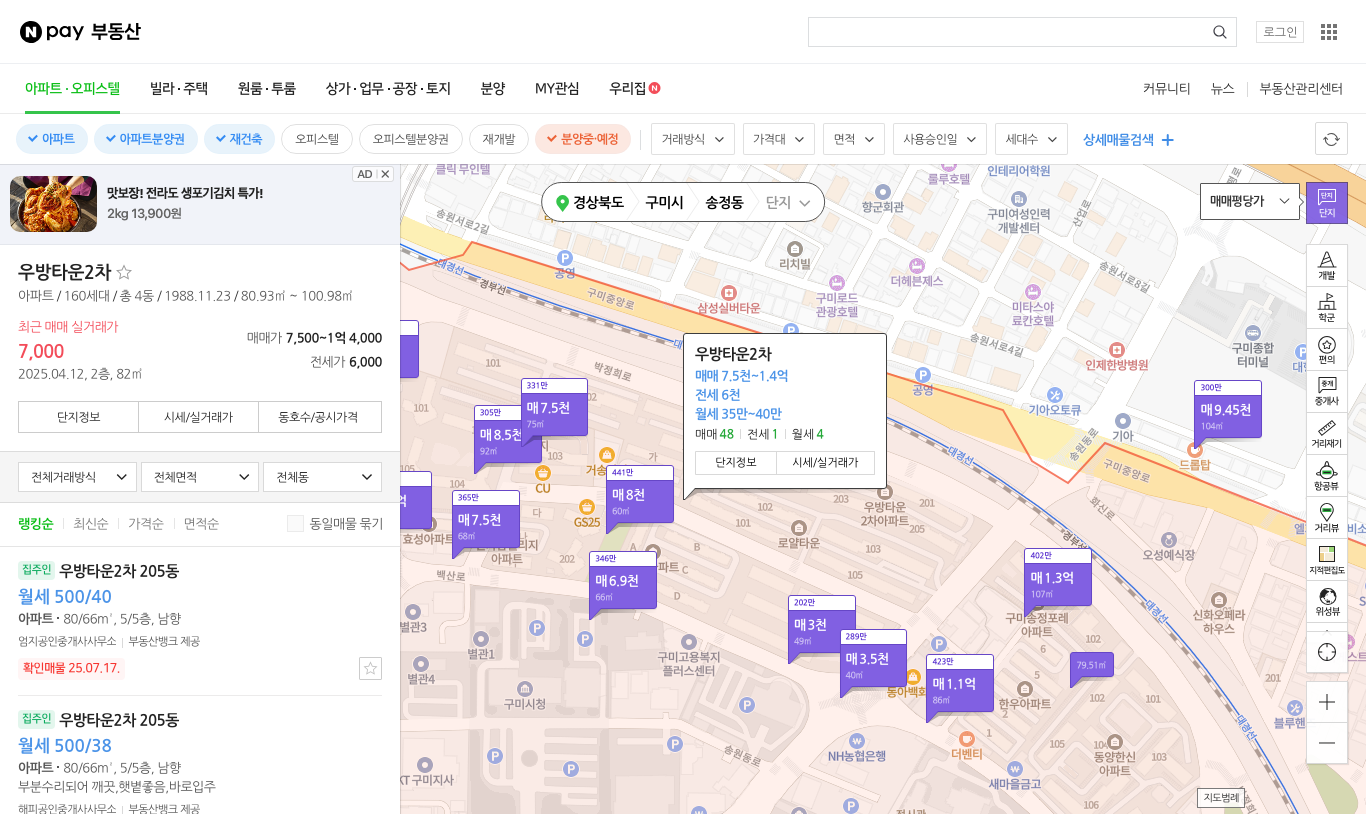 N pay 부동산
로그인
아파트·오피스텔
빌라·주택
원룸·투룸
상가·업무·공장·토지
분양
MY관심
우리집 N
커뮤니티
뉴스
부동산관리센터
아파트
아파트분양권
재건축
오피스텔
오피스텔분양권
재개발
분양중·예정
거래방식
가격대
면적
사용승인일
세대수
상세매물검색
맛보장! 전라도 생포기김치 특가!
2kg 13,900원
AD
우방타운2차
아파트 / 160세대 / 총 4동 / 1988.11.23 / 80.93㎡ ~ 100.98㎡
최근 매매 실거래가
7,000
2025.04.12, 2층, 82㎡
매매가 7,500~1억 4,000
전세가 6,000
단지정보
시세/실거래가
동호수/공시가격
전체거래방식
전체면적
전체동
랭킹순
최신순
가격순
면적순
동일매물 묶기
집주인 우방타운2차 205동
월세 500/40
아파트 · 80/66㎡, 5/5층, 남향
엄지공인중개사사무소
부동산뱅크 제공
확인매물 25.07.17.
집주인 우방타운2차 205동
월세 500/38
아파트 · 80/66㎡, 5/5층, 남향
부분수리되어 깨끗,햇볕좋음,바로입주
해피공인중개사사무소
부동산뱅크 제공
경상북도
구미시
송정동
단지
매매평당가
단지
단지
개발
학군
편의
중개
중개사
거리재기
항공뷰
거리뷰
지적편집도
위성뷰
지도범례
우방타운2차
매매 7.5천~1.4억
전세 6천
월세 35만~40만
매매 48
전세 1
월세 4
단지정보
시세/실거래가
331만
매7.5천
75㎡
305만
매8.5천
92㎡
441만
매8천
60㎡
365만
매7.5천
68㎡
346만
매6.9천
66㎡
202만
매3천
49㎡
289만
매3.5천
40㎡
423만
매1.1억
86㎡
402만
매1.3억
107㎡
300만
매9.45천
104㎡
79.51㎡
클릭 무인텔
룰루호텔
인테리어학원
향군회관
구미여성인력
개발센터
산업로
송원서로2길
송원서로8길
송원서로4길
리치빌
더헤븐제스
공영
구미로드
관광호텔
삼성실버타운
미타스야
료칸호텔
구미종합
터미널
인제한방병원
기아오토큐
기아
송원동로
드롭탑
구미중앙로
구미중앙로
대경선
경부선
대경선
경부선
대경선
대경선
박정희로
화신로
백산로
송원동로
공영
CU
GS25
우방타운
2차아파트
로얄타운
오성예식장
신화오페라
하우스
구미송정포레
아파트
한우아파트
동양한신
아파트
더벤티
NH농협은행
새마을금고
구미고용복지
플러스센터
구미시청
별관3
별관1
별관4
KT 구미지사
효성아파트
블루핸